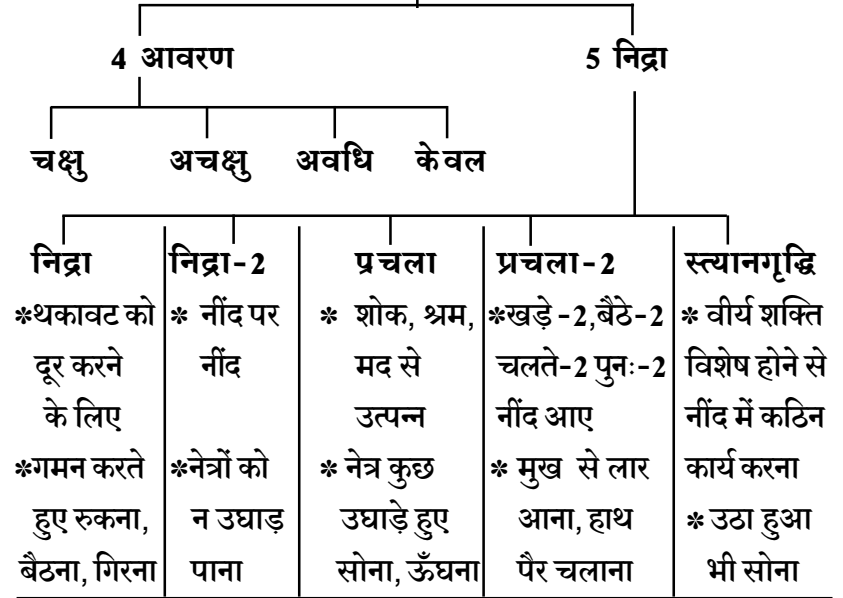 4 आवरण
5 निद्रा
चक्षु अचक्षु अवधि केवल
निद्रा
*थकावट को
दूर करने
के लिए
*गमन करते
हुए रुकना,
बैठना, गिरना
निद्रा-2
* नींद पर
नींद
*नेत्रों को
न उघाड़
पाना
प्रचला
* शोक, श्रम,
मद से
उत्पन्न
* नेत्र कुछ
उघाड़े हुए
सोना, ऊँघना
प्रचला-2
*खड़े -2,बैठे-2
चलते-2 पुनः-2
नींद आए
* मुख से लार
आना, हाथ
पैर चलाना
स्त्यानगृद्धि
* वीर्य शक्ति
विशेष होने से
नींद में कठिन
कार्य करना
* उठा हुआ
भी सोना